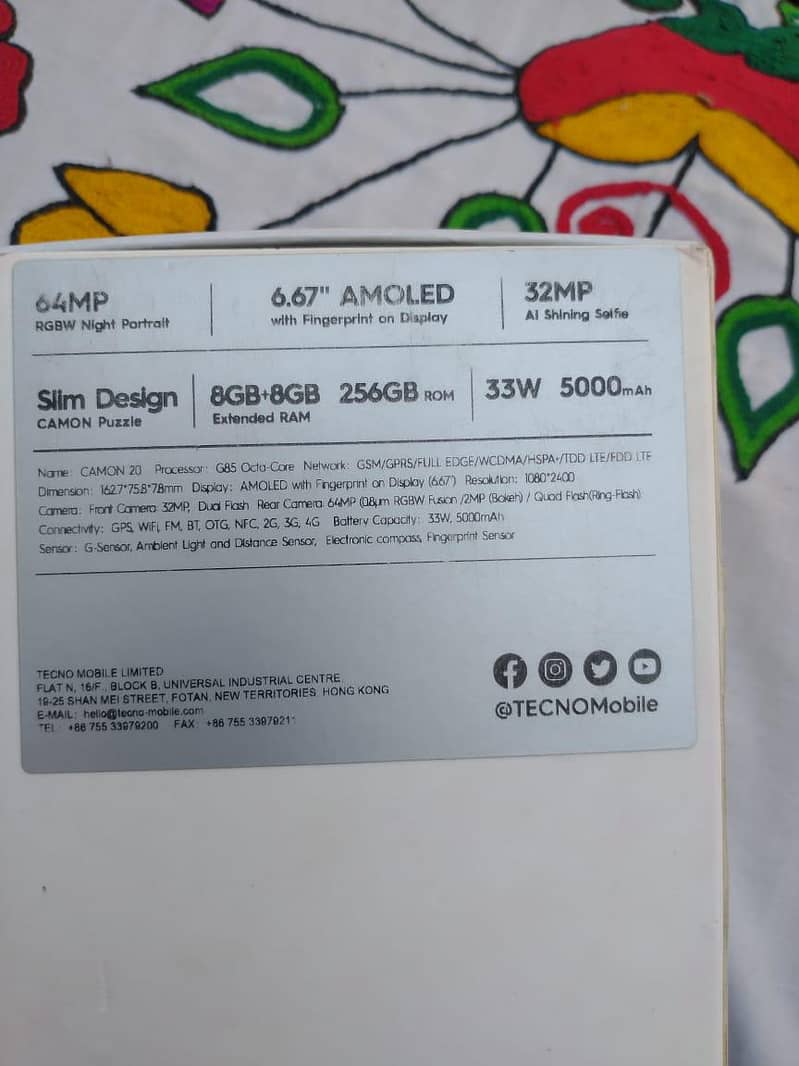 64MP
RGBW Night Portrait
6.67" AMOLED
with Fingerprint on Display
32MP
AI Shining Selfie
Slim Design
CAMON Puzzle
8GB+8GB 256GB ROM
Extended RAM
33W 5000mAh
Name: CAMON 20 Processor: G85 Octa-Core Network: GSM/GPRS/FULL EDGE/WCDMA/HSPA+/TDD LTE/FDD LTE
Dimension: 162.7*75.8*7.8mm Display: AMOLED with Fingerprint on Display (6.67") Resolution: 1080*2400
Camera: Front Camera 32MP, Dual Flash Rear Camera 64MP (0.8μm RGBW Fusion /2MP (Bokeh) / Quad Flash(Ring-Flash)
Connectivity: GPS, WiFi, FM, BT, OTG, NFC, 2G, 3G, 4G Battery Capacity: 33W, 5000mAh
Sensor: G-Sensor, Ambient Light and Distance Sensor, Electronic compass, Fingerprint Sensor
TECNO MOBILE LIMITED
FLAT N, 16/F., BLOCK B, UNIVERSAL INDUSTRIAL CENTRE,
19-25 SHAN MEI STREET, FOTAN, NEW TERRITORIES, HONG KONG
E-MAIL: hello@tecno-mobile.com
TEL: +86 755 33979200 FAX: +86 755 33979211
@TECNOMobile